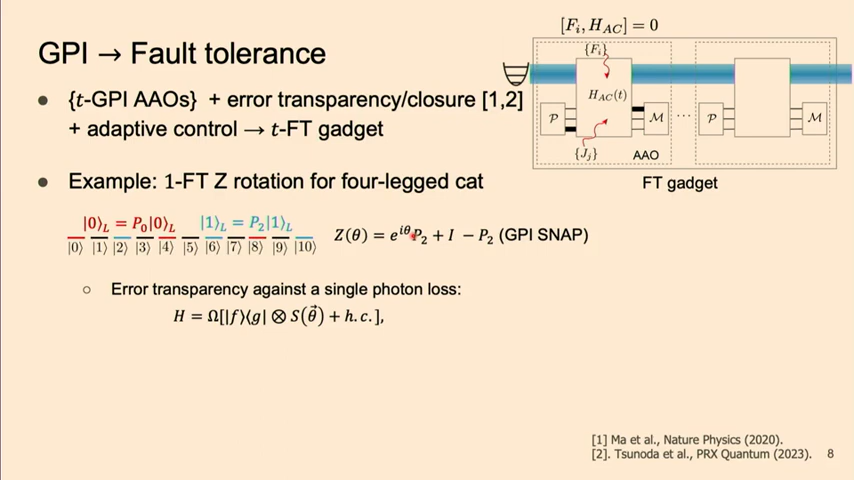 GPI → Fault tolerance
● {t-GPI AAOs} + error transparency/closure [1,2]
+ adaptive control → t-FT gadget
● Example: 1-FT Z rotation for four-legged cat
|0⟩_L = P_0|0⟩_L |1⟩_L = P_2|1⟩_L
|0⟩ |1⟩ |2⟩ |3⟩ |4⟩ |5⟩ |6⟩ |7⟩ |8⟩ |9⟩ |10⟩
Z(θ) = e^{iθ}P_2 + I − P_2 (GPI SNAP)
○ Error transparency against a single photon loss:
H = Ω[|f⟩⟨g| ⊗ S(θ⃗) + h.c.],
[F_i, H_{AC}] = 0
{F_i}
H_{AC}(t)
𝒫 ℳ ⋯ 𝒫 ℳ
{J_j} AAO
FT gadget
[1] Ma et al., Nature Physics (2020).
[2]. Tsunoda et al., PRX Quantum (2023). 8